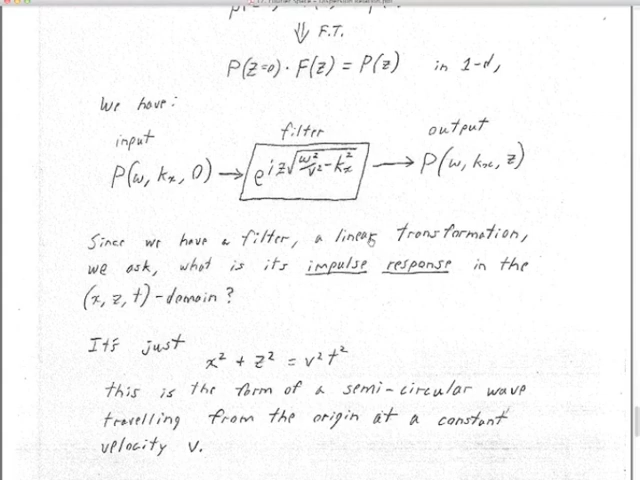 ⇓ F.T.
P(z=0) · F(z) = P(z) in 1-d,
We have:
input filter output
P(ω, kₓ, 0) → e^{iz√(ω²/v² − kₓ²)} → P(ω, kₓ, z)
Since we have a filter, a linear transformation,
we ask, what is its impulse response in the
(x, z, t)-domain?
It's just
x² + z² = v²t²
this is the form of a semi-circular wave
travelling from the origin at a constant
velocity v.